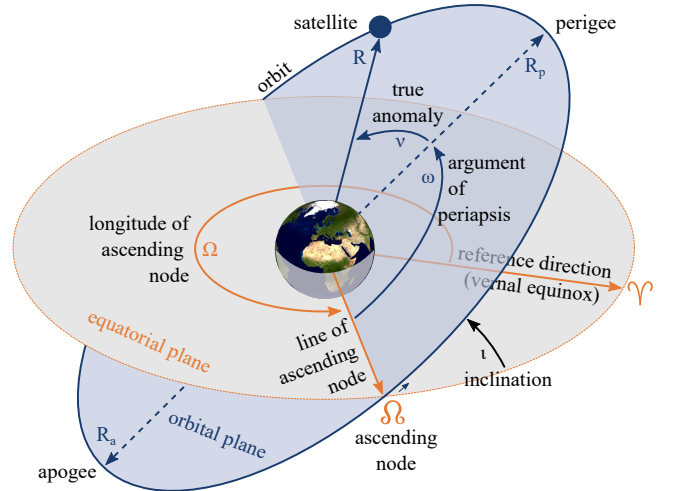 satellite
perigee
R
Rp
orbit
true
anomaly
ν
ω
argument
of
periapsis
longitude of
ascending
node
Ω
reference direction
(vernal equinox)
♈
equatorial plane
line of
ascending
node
ι
inclination
☊
ascending
node
orbital plane
Ra
apogee